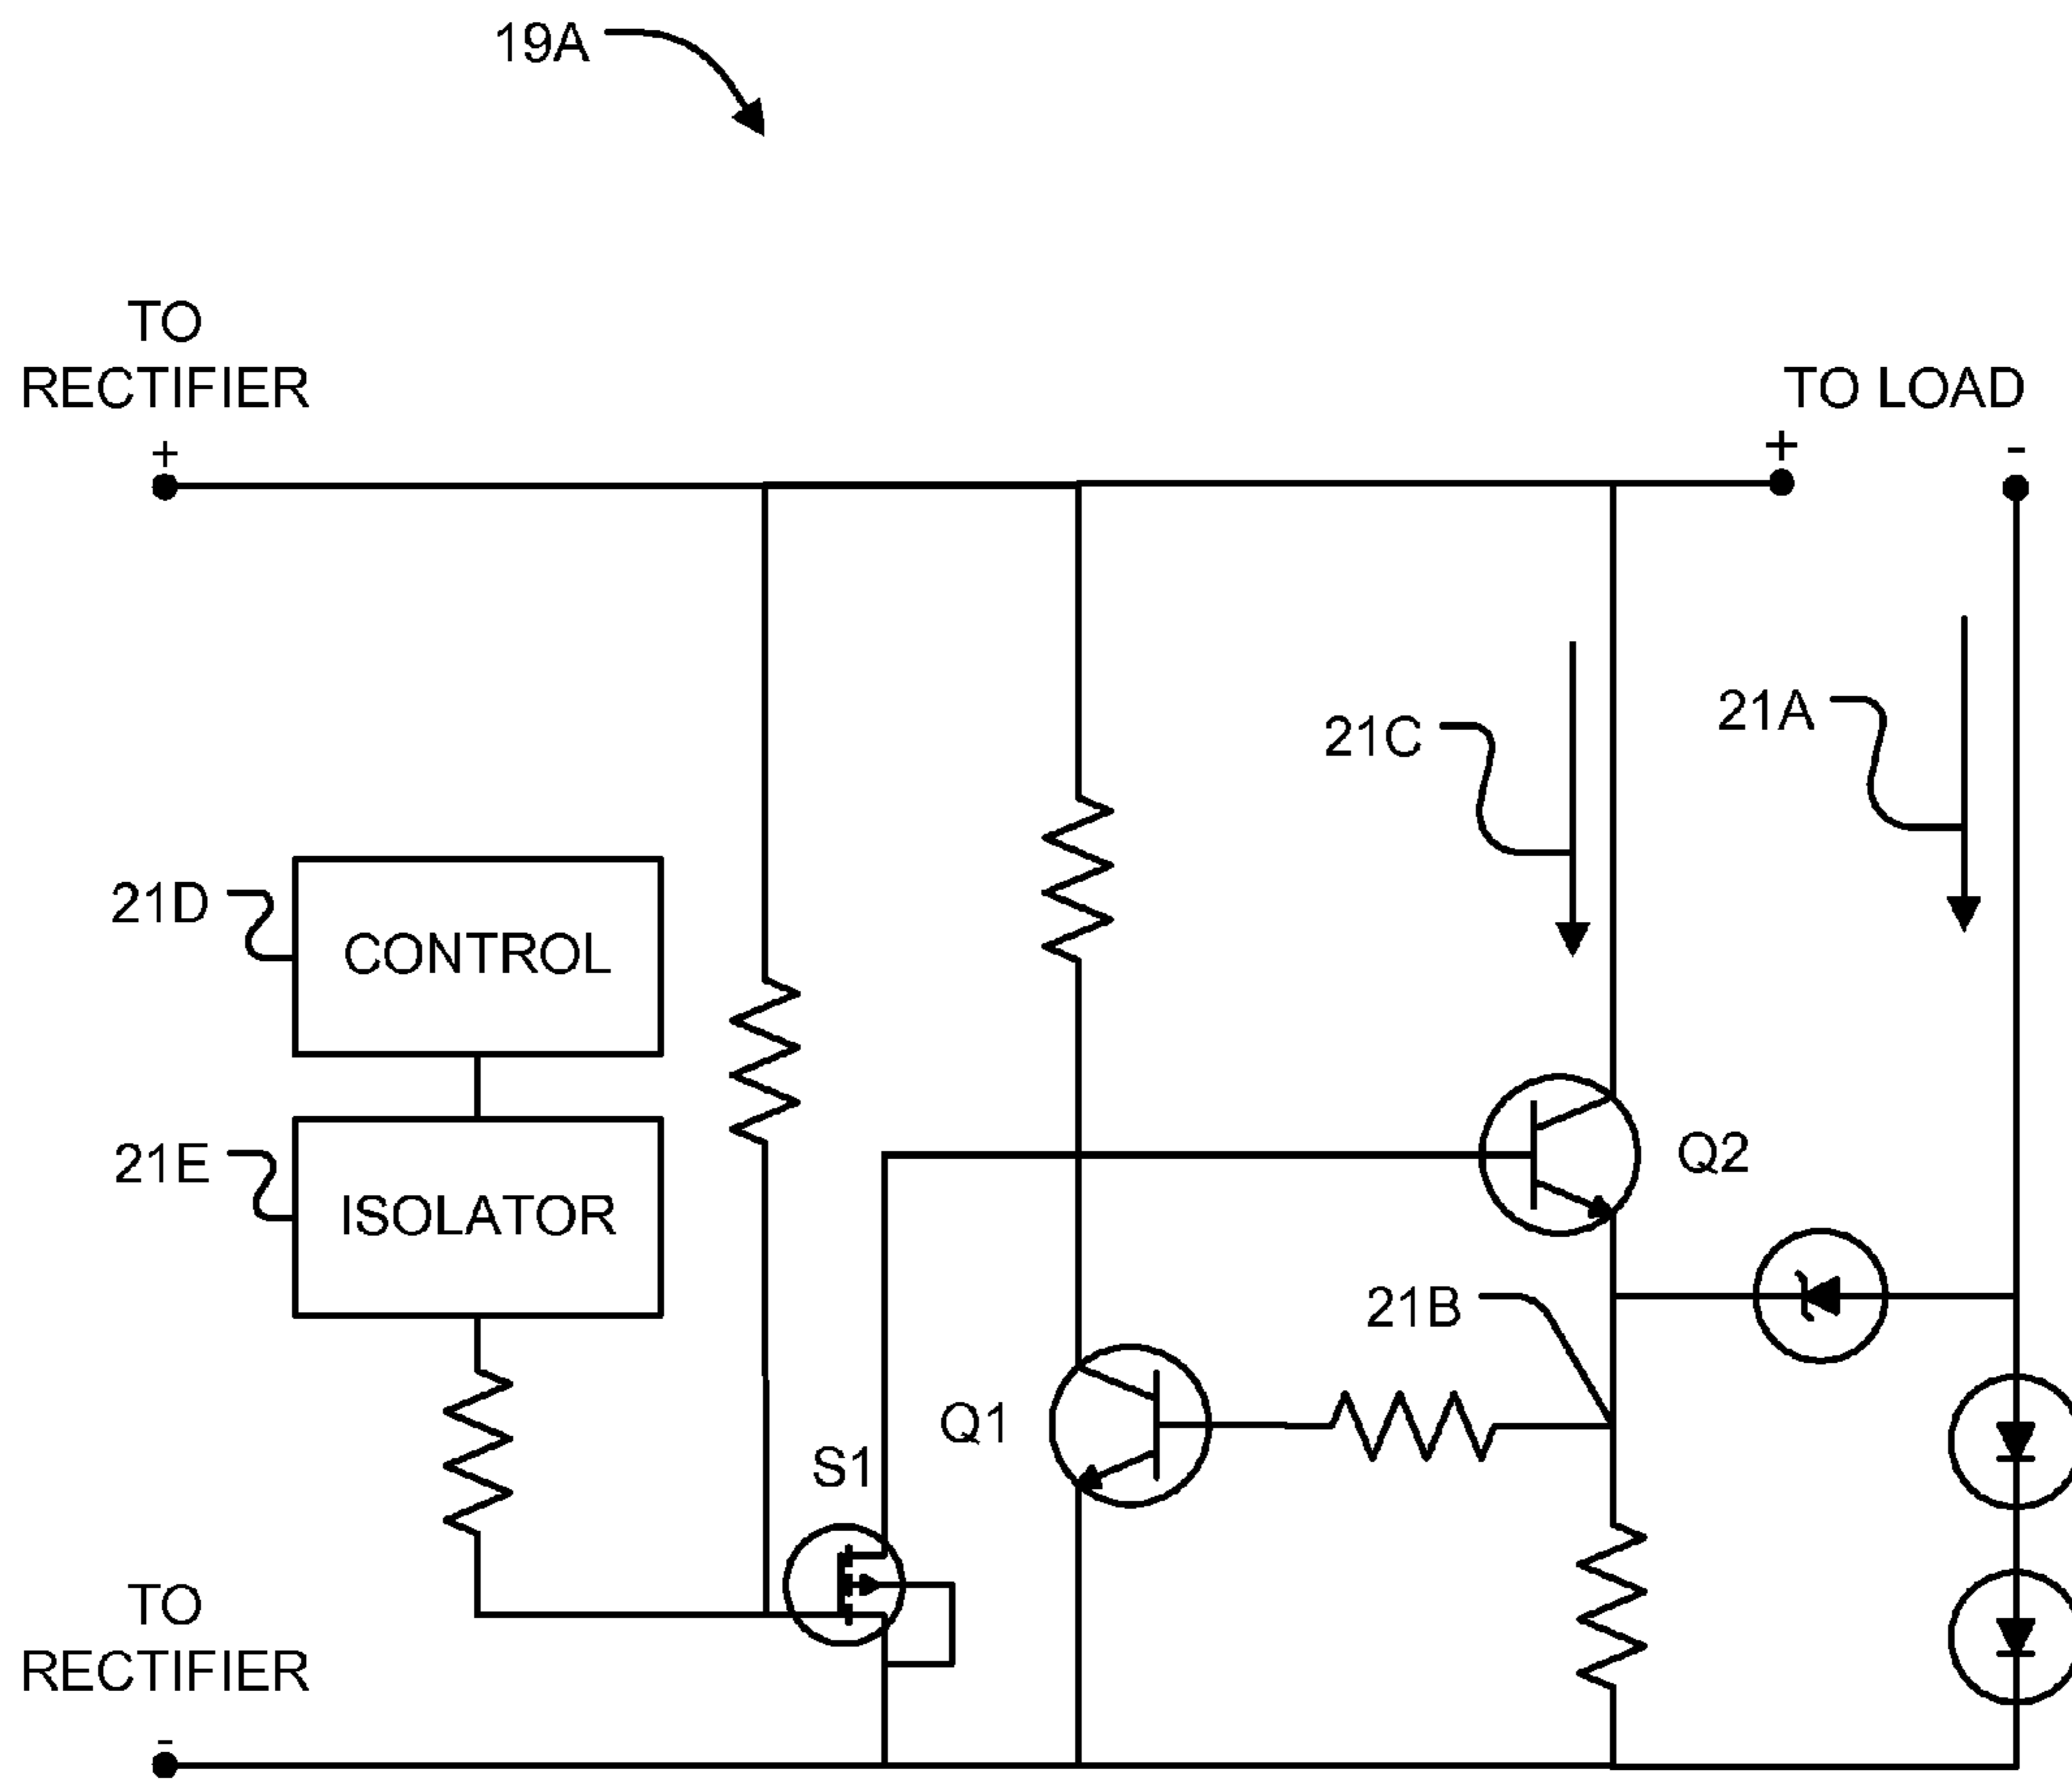 19A
TO
RECTIFIER
+
TO LOAD
+
-
21C
21A
21D
CONTROL
21E
ISOLATOR
Q2
21B
Q1
S1
TO
RECTIFIER
-